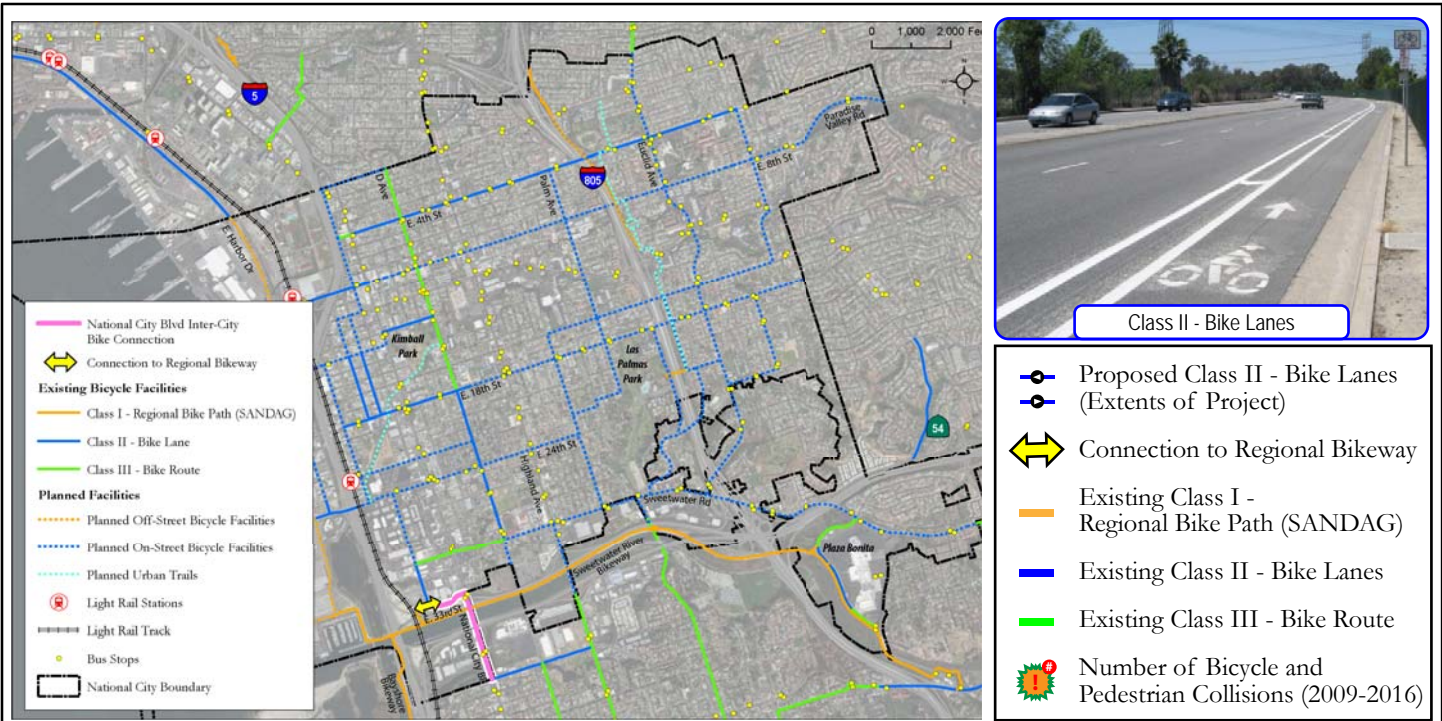 0 1,000 2,000 Fee
N
W
5
805
54
Paradise
Valley Rd
E. 8th St
Euclid Ave
D Ave
Palm Ave
E. 4th St
E. Harbor Dr
Kimball
Park
Las
Palmas
Park
E. 18th St
E. 24th St
Highland Ave
Sweetwater Rd
Sweetwater River
Bikeway
Plaza Bonita
E. 33rd St
National City Bl
Bayshore
Bikeway
National City Blvd Inter-City
Bike Connection
Connection to Regional Bikeway
Existing Bicycle Facilities
Class I - Regional Bike Path (SANDAG)
Class II - Bike Lane
Class III - Bike Route
Planned Facilities
Planned Off-Street Bicycle Facilities
Planned On-Street Bicycle Facilities
Planned Urban Trails
Light Rail Stations
Light Rail Track
Bus Stops
National City Boundary
Class II - Bike Lanes
Proposed Class II - Bike Lanes
(Extents of Project)
Connection to Regional Bikeway
Existing Class I -
Regional Bike Path (SANDAG)
Existing Class II - Bike Lanes
Existing Class III - Bike Route
#
!
Number of Bicycle and
Pedestrian Collisions (2009-2016)